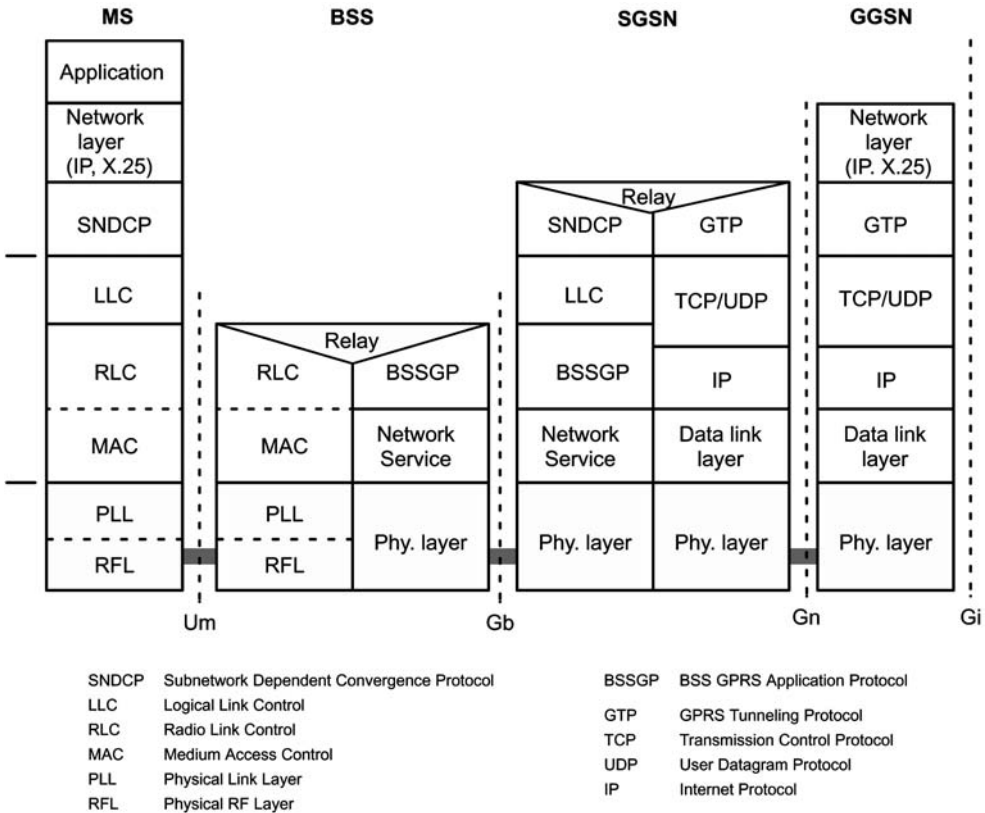 MS
BSS
SGSN
GGSN
Application
Network
layer
(IP, X.25)
SNDCP
LLC
RLC
MAC
PLL
RFL
Um
Relay
RLC
BSSGP
MAC
Network
Service
PLL
RFL
Phy. layer
Gb
Relay
SNDCP
GTP
LLC
TCP/UDP
BSSGP
IP
Network
Service
Data link
layer
Phy. layer
Phy. layer
Gn
Network
layer
(IP. X.25)
GTP
TCP/UDP
IP
Data link
layer
Phy. layer
Gi
SNDCP Subnetwork Dependent Convergence Protocol
LLC Logical Link Control
RLC Radio Link Control
MAC Medium Access Control
PLL Physical Link Layer
RFL Physical RF Layer
BSSGP BSS GPRS Application Protocol
GTP GPRS Tunneling Protocol
TCP Transmission Control Protocol
UDP User Datagram Protocol
IP Internet Protocol